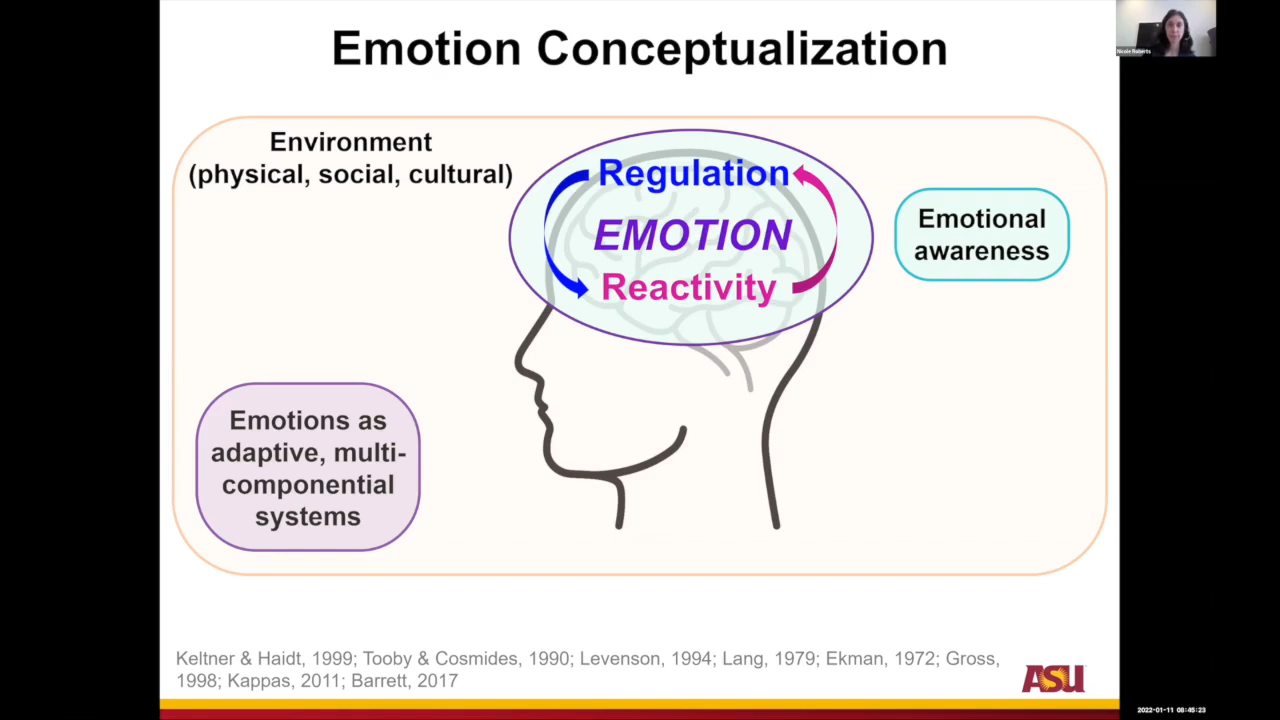 Emotion Conceptualization
Nicole Roberts
Environment
(physical, social, cultural)
Regulation
EMOTION
Reactivity
Emotional
awareness
Emotions as
adaptive, multi-
componential
systems
Keltner & Haidt, 1999; Tooby & Cosmides, 1990; Levenson, 1994; Lang, 1979; Ekman, 1972; Gross,
1998; Kappas, 2011; Barrett, 2017
ASU
2022-01-11 08:45:23